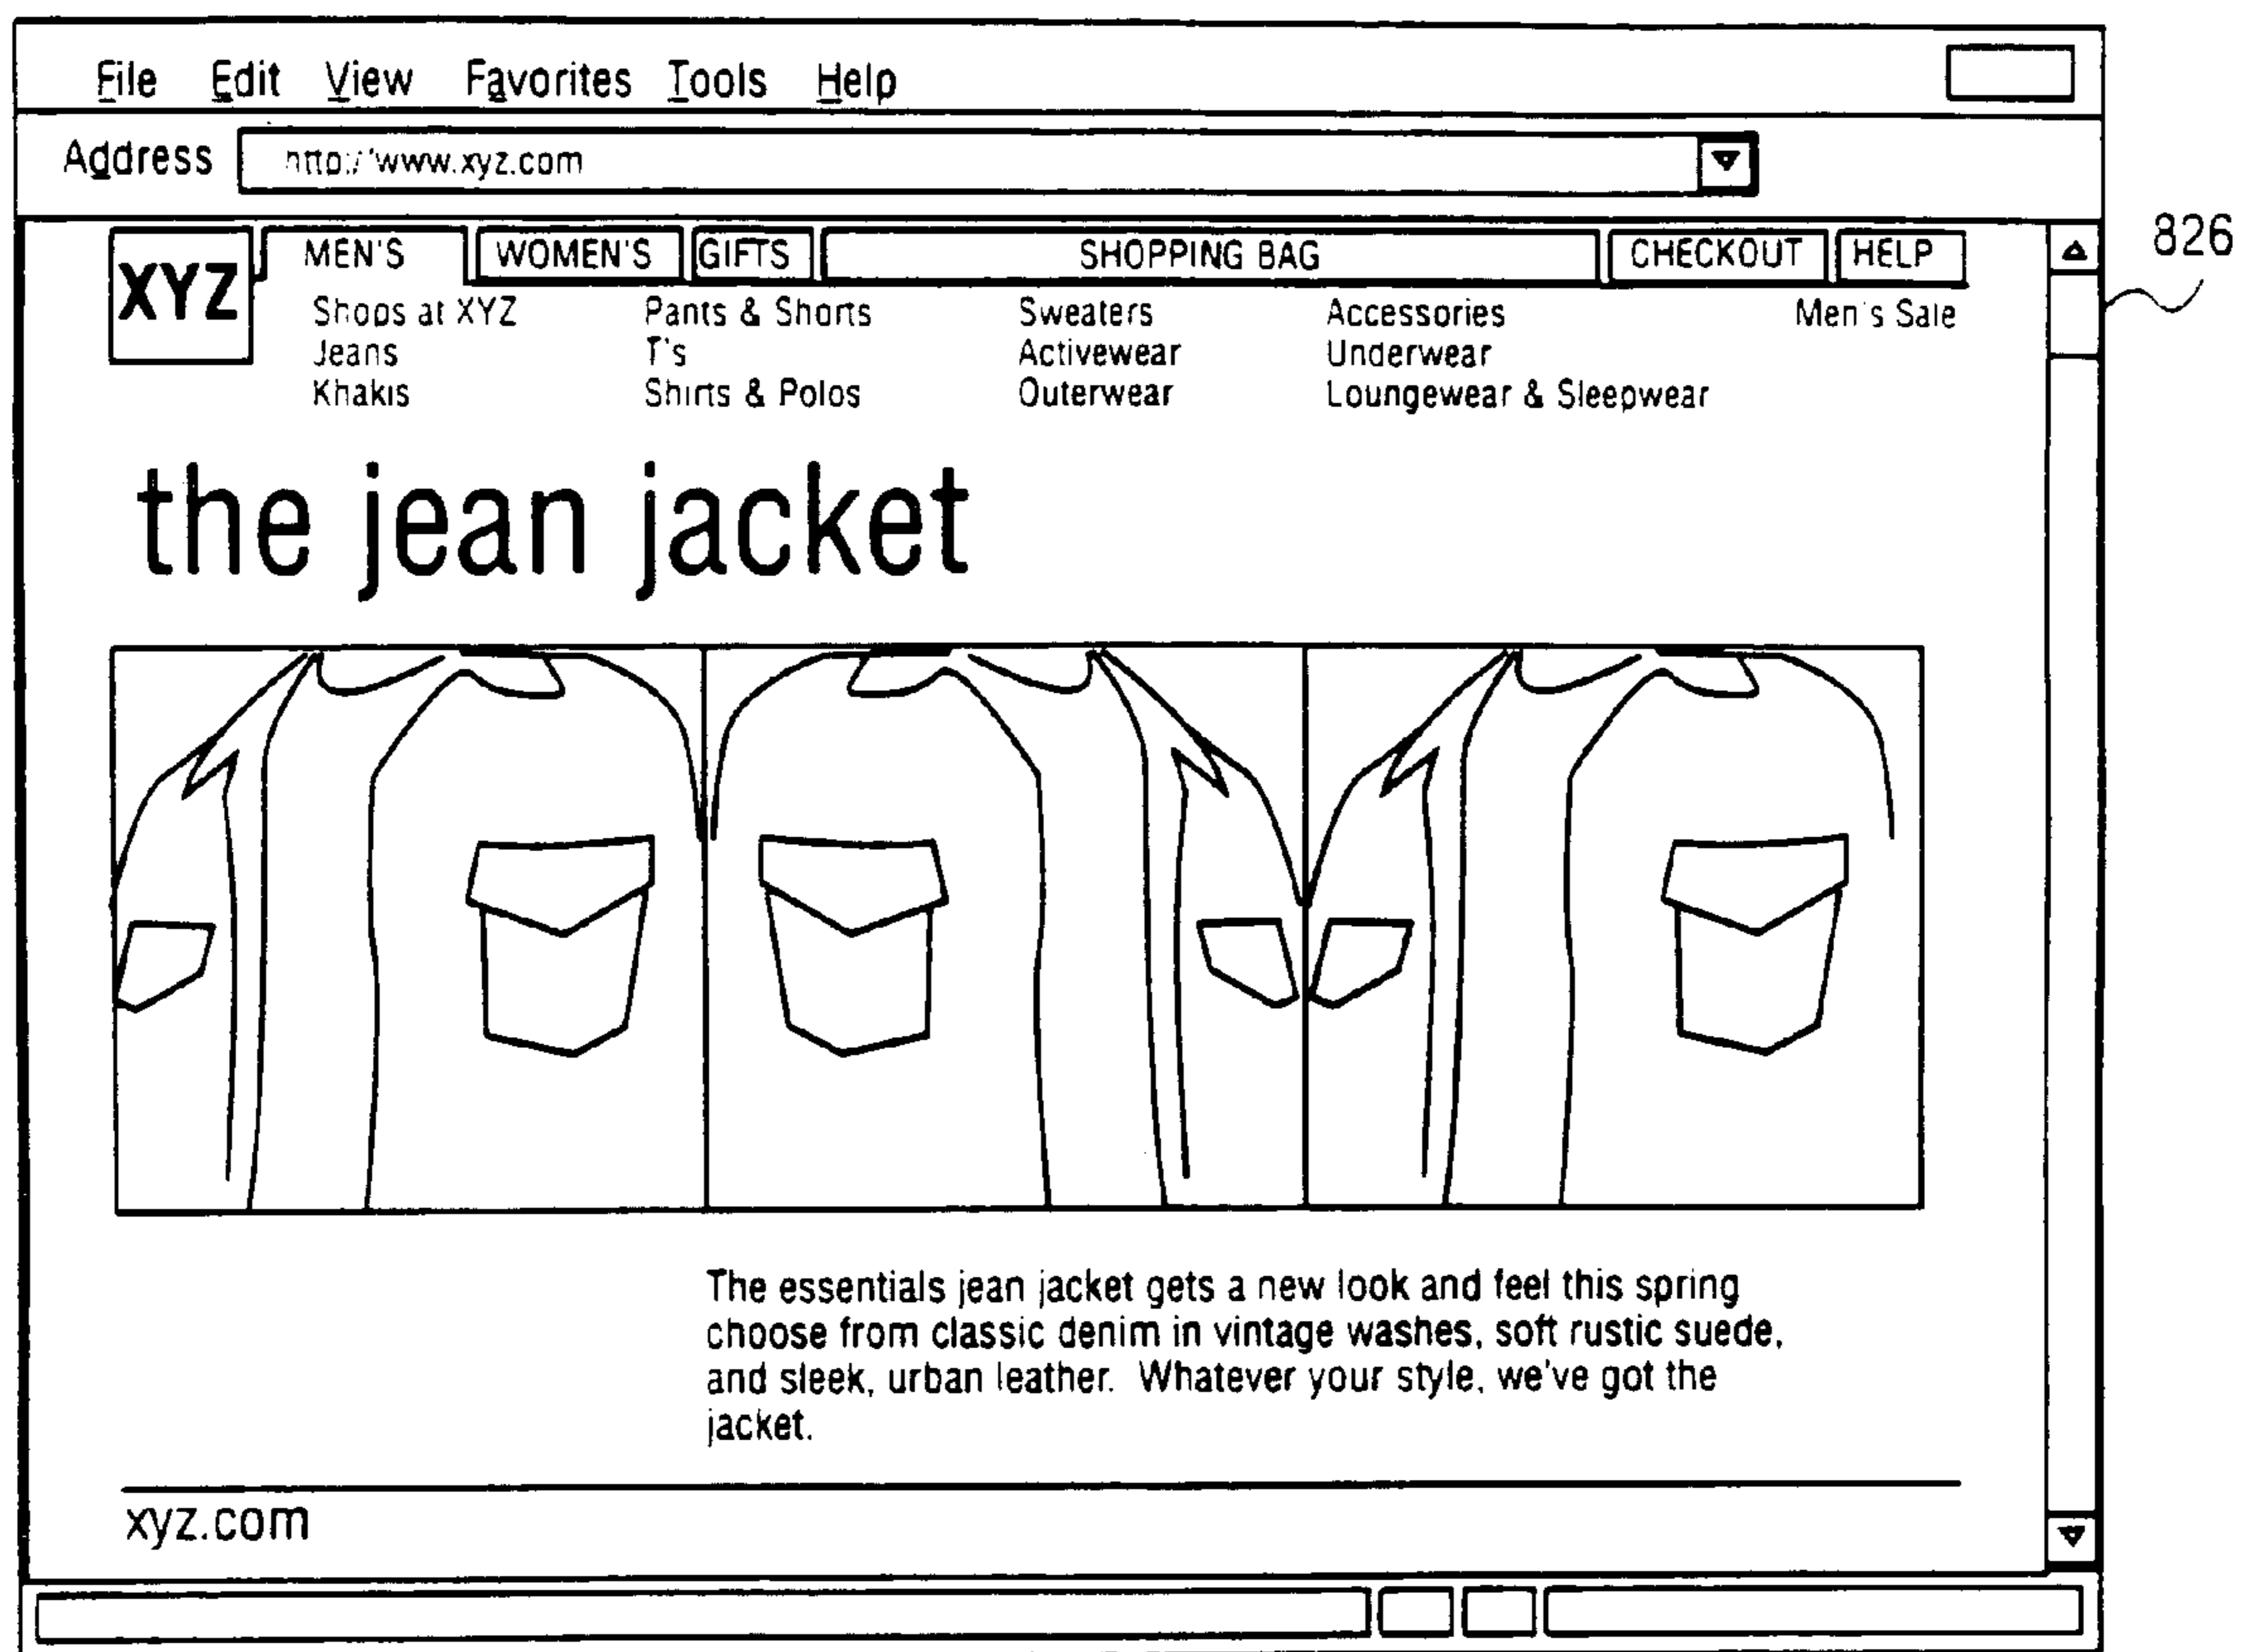 File Edit View Favorites Tools Help
Address http://www.xyz.com
826
XYZ MEN'S WOMEN'S GIFTS SHOPPING BAG CHECKOUT HELP
Shops at XYZ Pants & Shorts Sweaters Accessories Men's Sale
Jeans T's Activewear Underwear
Khakis Shirts & Polos Outerwear Loungewear & Sleepwear
the jean jacket
The essentials jean jacket gets a new look and feel this spring
choose from classic denim in vintage washes, soft rustic suede,
and sleek, urban leather. Whatever your style, we've got the
jacket.
xyz.com